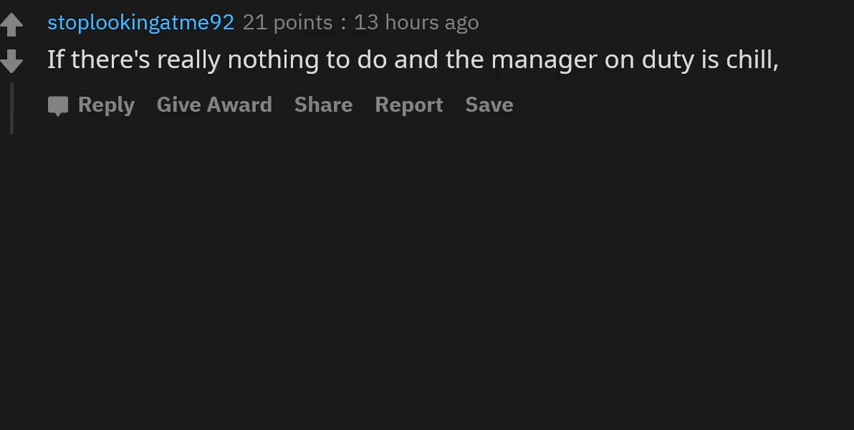 stoplookingatme92 21 points : 13 hours ago
If there's really nothing to do and the manager on duty is chill,
Reply Give Award Share Report Save